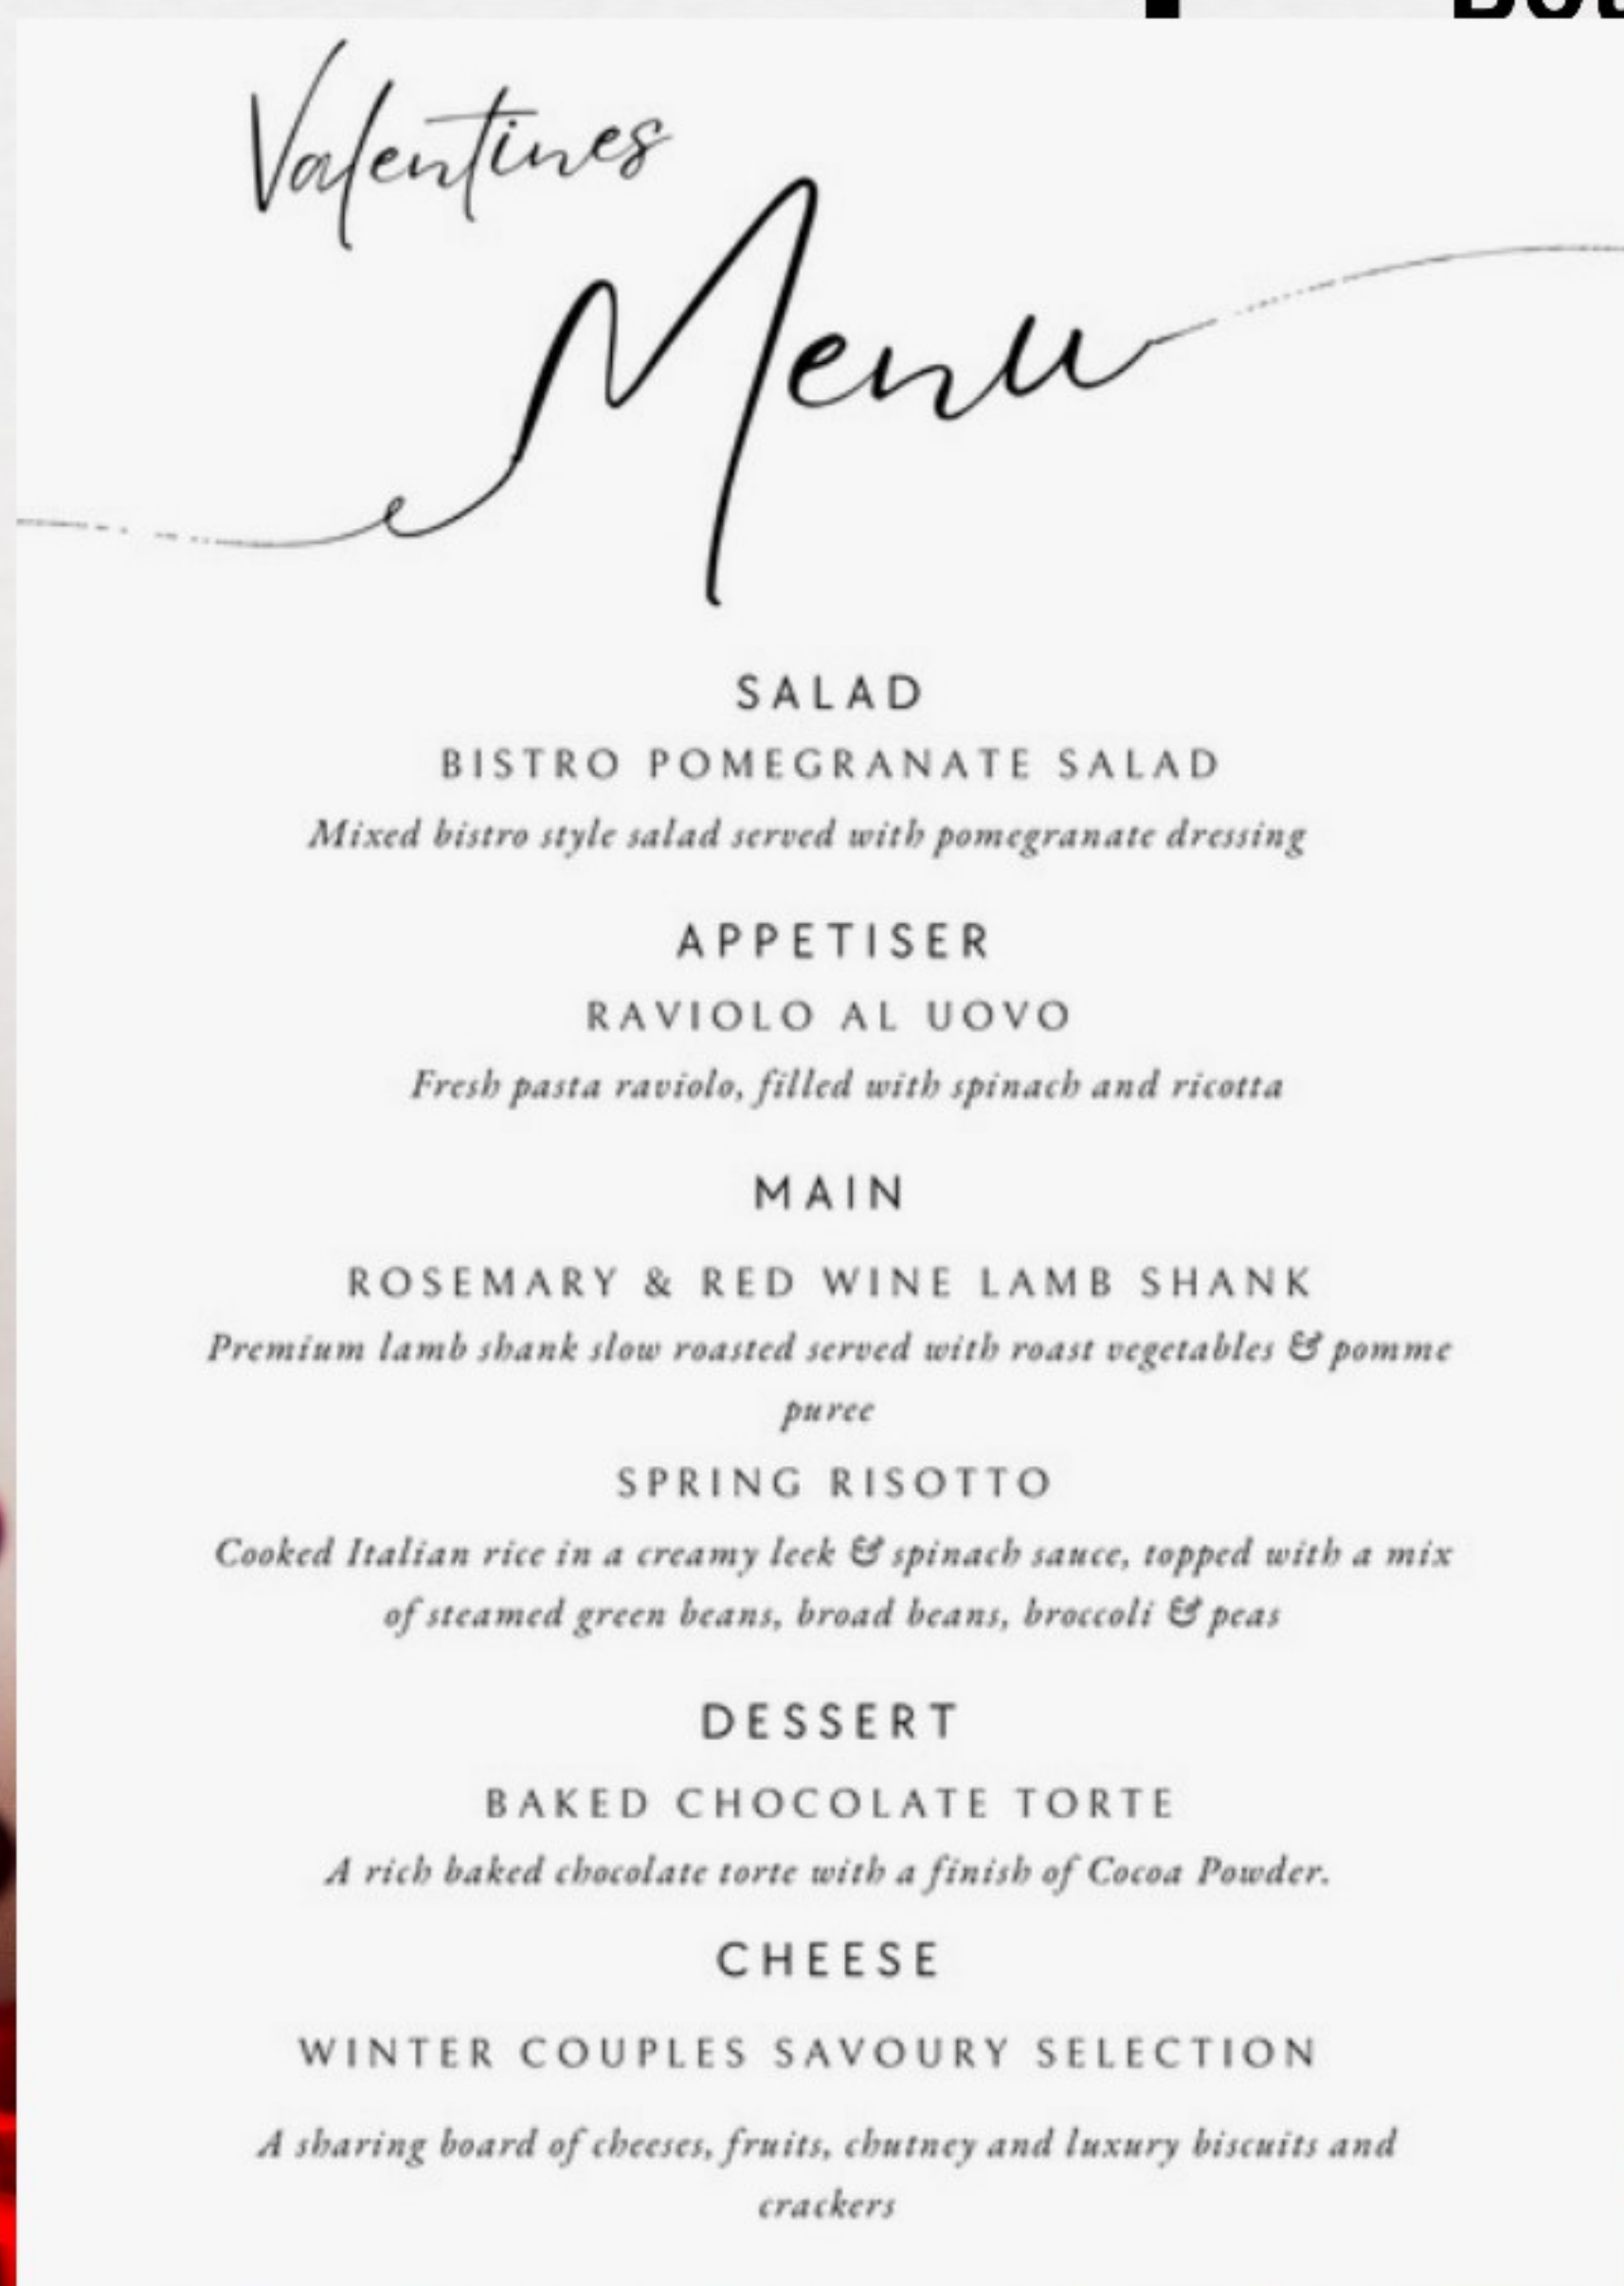 Valentines
Menu
SALAD
BISTRO POMEGRANATE SALAD
Mixed bistro style salad served with pomegranate dressing
APPETISER
RAVIOLO AL UOVO
Fresh pasta raviolo, filled with spinach and ricotta
MAIN
ROSEMARY & RED WINE LAMB SHANK
Premium lamb shank slow roasted served with roast vegetables & pomme
puree
SPRING RISOTTO
Cooked Italian rice in a creamy leek & spinach sauce, topped with a mix
of steamed green beans, broad beans, broccoli & peas
DESSERT
BAKED CHOCOLATE TORTE
A rich baked chocolate torte with a finish of Cocoa Powder.
CHEESE
WINTER COUPLES SAVOURY SELECTION
A sharing board of cheeses, fruits, chutney and luxury biscuits and
crackers